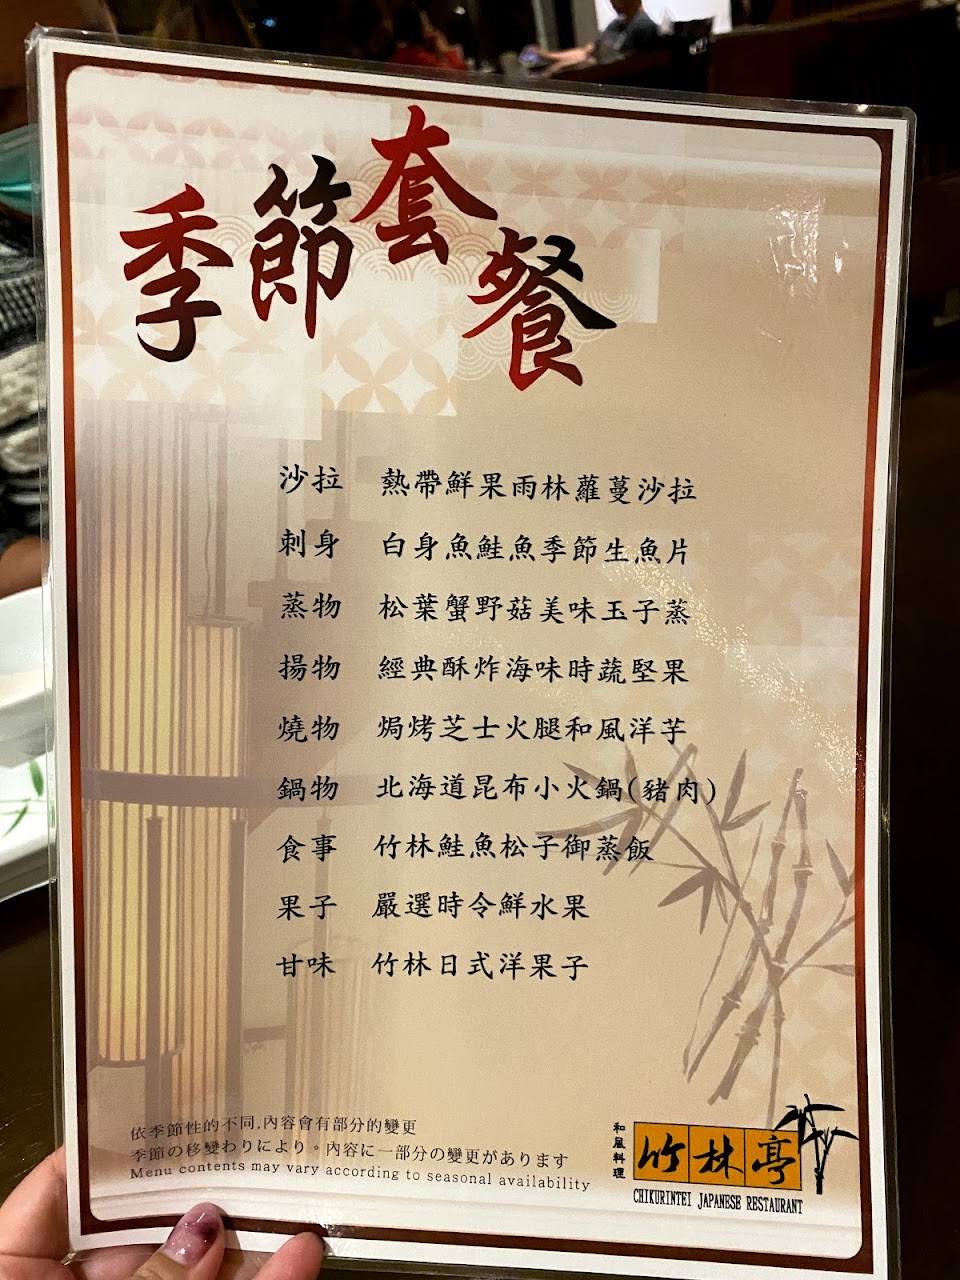 季節套餐
沙拉 熱帶鮮果雨林蘿蔓沙拉
刺身 白身魚鮭魚季節生魚片
蒸物 松葉蟹野菇美味玉子蒸
揚物 經典酥炸海味時蔬堅果
燒物 焗烤芝士火腿和風洋芋
鍋物 北海道昆布小火鍋(豬肉)
食事 竹林鮭魚松子御蒸飯
果子 嚴選時令鮮水果
甘味 竹林日式洋果子
依季節性的不同,內容會有部分的變更
季節の移變わりにより。內容に一部分の變更があります
Menu contents may vary according to seasonal availability
和風料理
竹林亭
CHIKURINTEI JAPANESE RESTAURANT